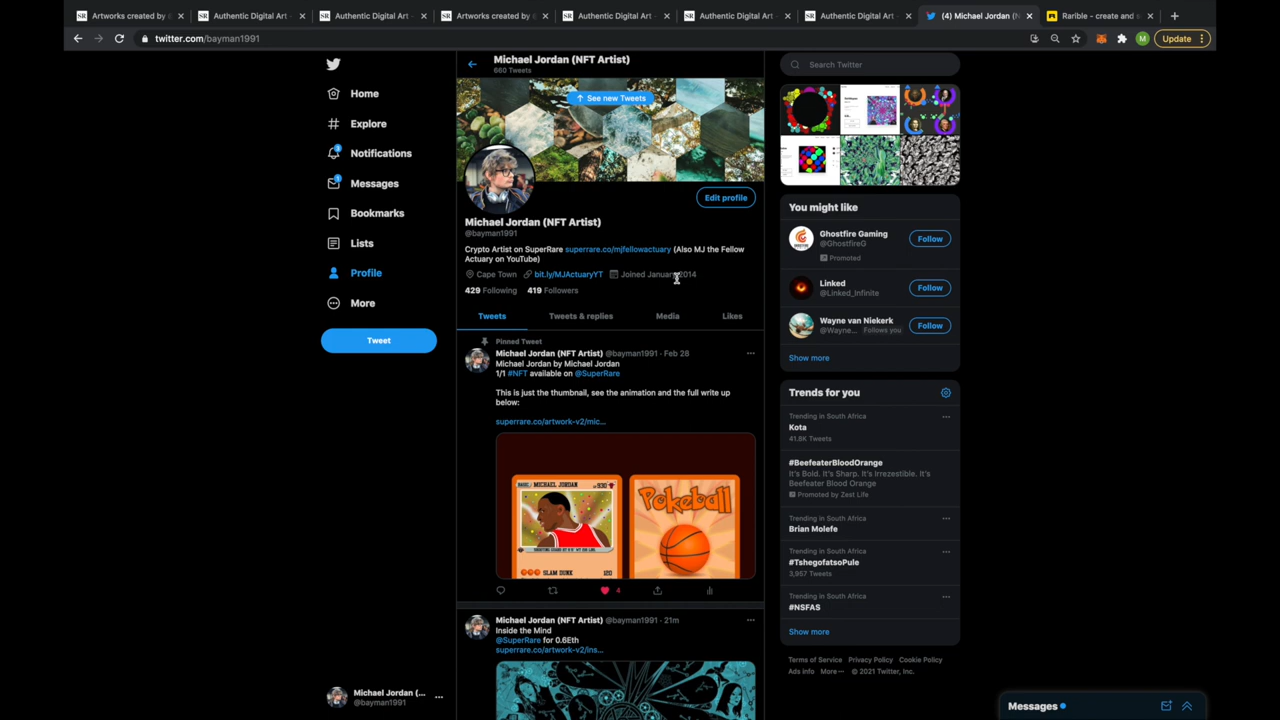 Artworks created by
Authentic Digital Art
Authentic Digital Art
Artworks created by
Authentic Digital Art
Authentic Digital Art
Authentic Digital Art
(4) Michael Jordan (N
Rarible - create and s
twitter.com/bayman1991
M
Update
Michael Jordan (NFT Artist)
660 Tweets
Search Twitter
See new Tweets
Home
Explore
Notifications
Messages
Bookmarks
Lists
Profile
More
Tweet
Edit profile
Michael Jordan (NFT Artist)
@bayman1991
Crypto Artist on SuperRare superrare.co/mjfellowactuary (Also MJ the Fellow
Actuary on YouTube)
Cape Town bit.ly/MJActuaryYT Joined January 2014
429 Following 419 Followers
Tweets Tweets & replies Media Likes
Pinned Tweet
Michael Jordan (NFT Artist) @bayman1991 · Feb 28
Michael Jordan by Michael Jordan
1/1 #NFT available on @SuperRare
This is just the thumbnail, see the animation and the full write up
below:
superrare.co/artwork-v2/mic...
MICHAEL JORDAN
Pokeball
SLAM DUNK 120
4
Michael Jordan (NFT Artist) @bayman1991 · 21m
Inside the Mind
@SuperRare for 0.6Eth
superrare.co/artwork-v2/ins...
You might like
Ghostfire Gaming
@GhostfireG
Promoted
Follow
Linked
@Linked_Infinite
Follow
Wayne van Niekerk
@Wayne... Follows you
Follow
Show more
Trends for you
Trending in South Africa
Kota
41.8K Tweets
#BeefeaterBloodOrange
It's Bold. It's Sharp. It's Irrezestible. It's
Beefeater Blood Orange
Promoted by Zest Life
Trending in South Africa
Brian Molefe
Trending in South Africa
#TshegofatsoPule
3,957 Tweets
Trending in South Africa
#NSFAS
Show more
Terms of Service Privacy Policy Cookie Policy
Ads info More··· © 2021 Twitter, Inc.
Michael Jordan (...
@bayman1991
Messages